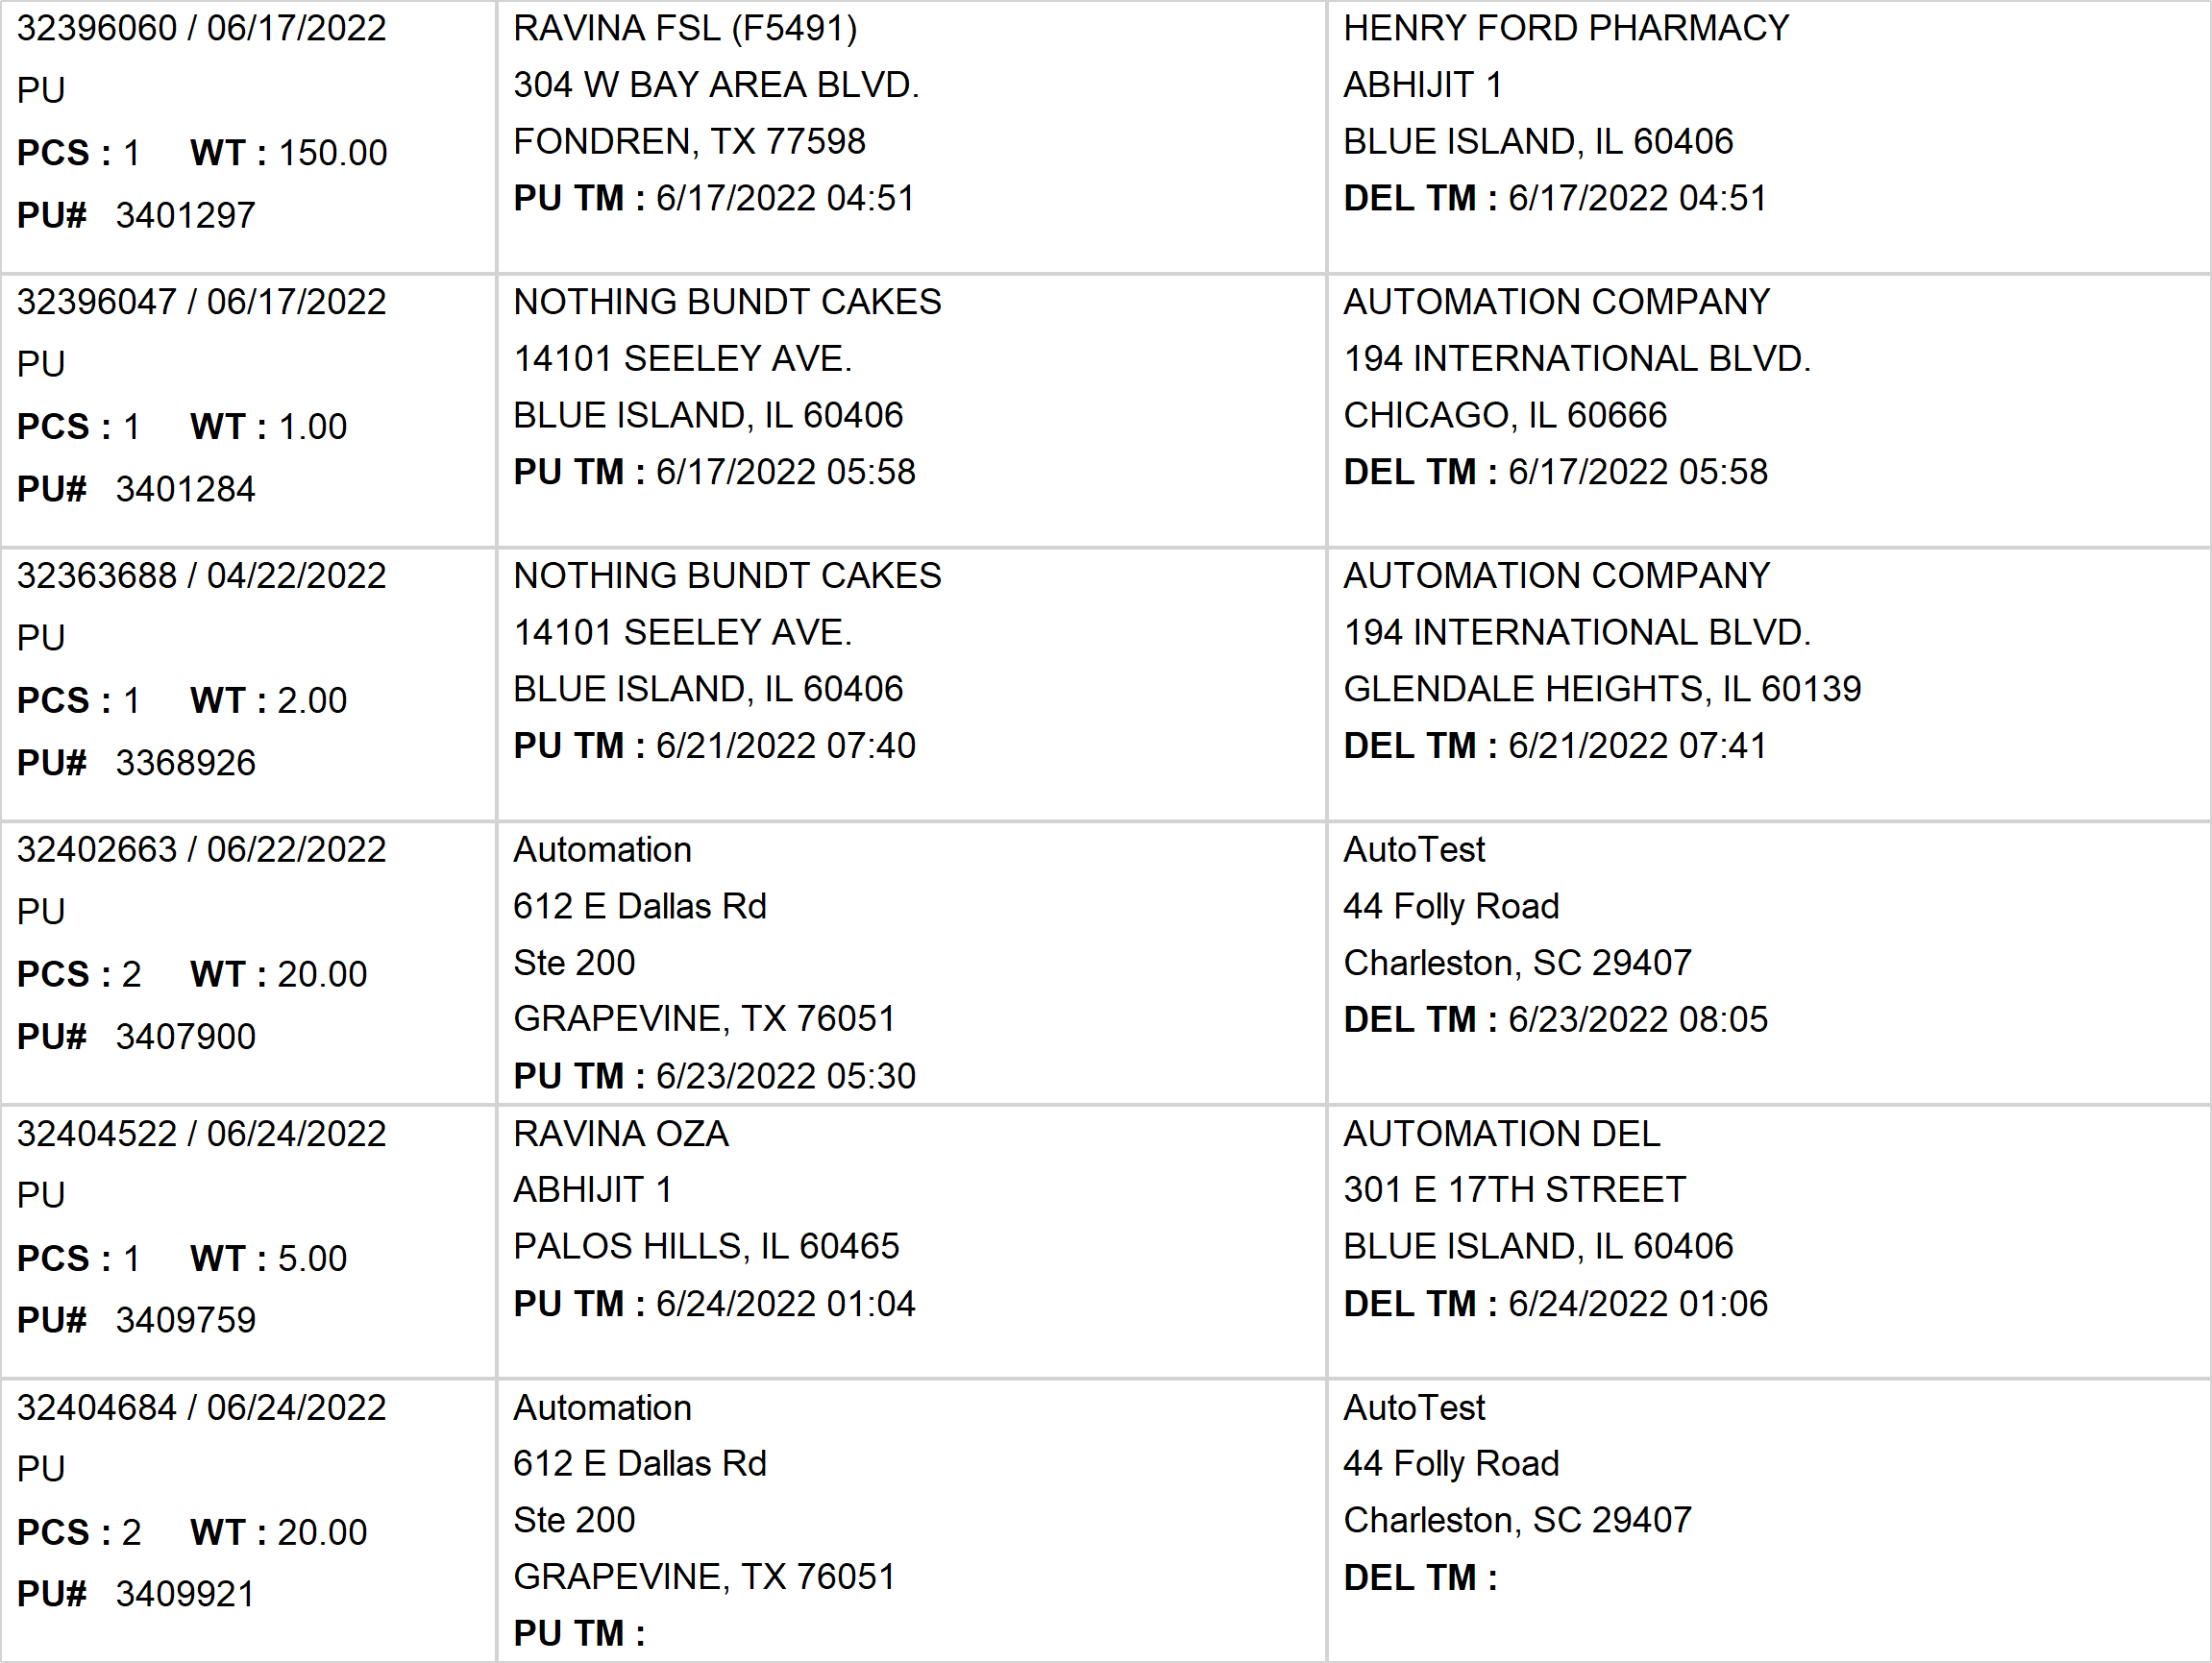 32396060 / 06/17/2022
PU
PCS : 1 WT : 150.00
PU# 3401297
RAVINA FSL (F5491)
304 W BAY AREA BLVD.
FONDREN, TX 77598
PU TM : 6/17/2022 04:51
HENRY FORD PHARMACY
ABHIJIT 1
BLUE ISLAND, IL 60406
DEL TM : 6/17/2022 04:51
32396047 / 06/17/2022
PU
PCS : 1 WT : 1.00
PU# 3401284
NOTHING BUNDT CAKES
14101 SEELEY AVE.
BLUE ISLAND, IL 60406
PU TM : 6/17/2022 05:58
AUTOMATION COMPANY
194 INTERNATIONAL BLVD.
CHICAGO, IL 60666
DEL TM : 6/17/2022 05:58
32363688 / 04/22/2022
PU
PCS : 1 WT : 2.00
PU# 3368926
NOTHING BUNDT CAKES
14101 SEELEY AVE.
BLUE ISLAND, IL 60406
PU TM : 6/21/2022 07:40
AUTOMATION COMPANY
194 INTERNATIONAL BLVD.
GLENDALE HEIGHTS, IL 60139
DEL TM : 6/21/2022 07:41
32402663 / 06/22/2022
PU
PCS : 2 WT : 20.00
PU# 3407900
Automation
612 E Dallas Rd
Ste 200
GRAPEVINE, TX 76051
PU TM : 6/23/2022 05:30
AutoTest
44 Folly Road
Charleston, SC 29407
DEL TM : 6/23/2022 08:05
32404522 / 06/24/2022
PU
PCS : 1 WT : 5.00
PU# 3409759
RAVINA OZA
ABHIJIT 1
PALOS HILLS, IL 60465
PU TM : 6/24/2022 01:04
AUTOMATION DEL
301 E 17TH STREET
BLUE ISLAND, IL 60406
DEL TM : 6/24/2022 01:06
32404684 / 06/24/2022
PU
PCS : 2 WT : 20.00
PU# 3409921
Automation
612 E Dallas Rd
Ste 200
GRAPEVINE, TX 76051
PU TM :
AutoTest
44 Folly Road
Charleston, SC 29407
DEL TM :